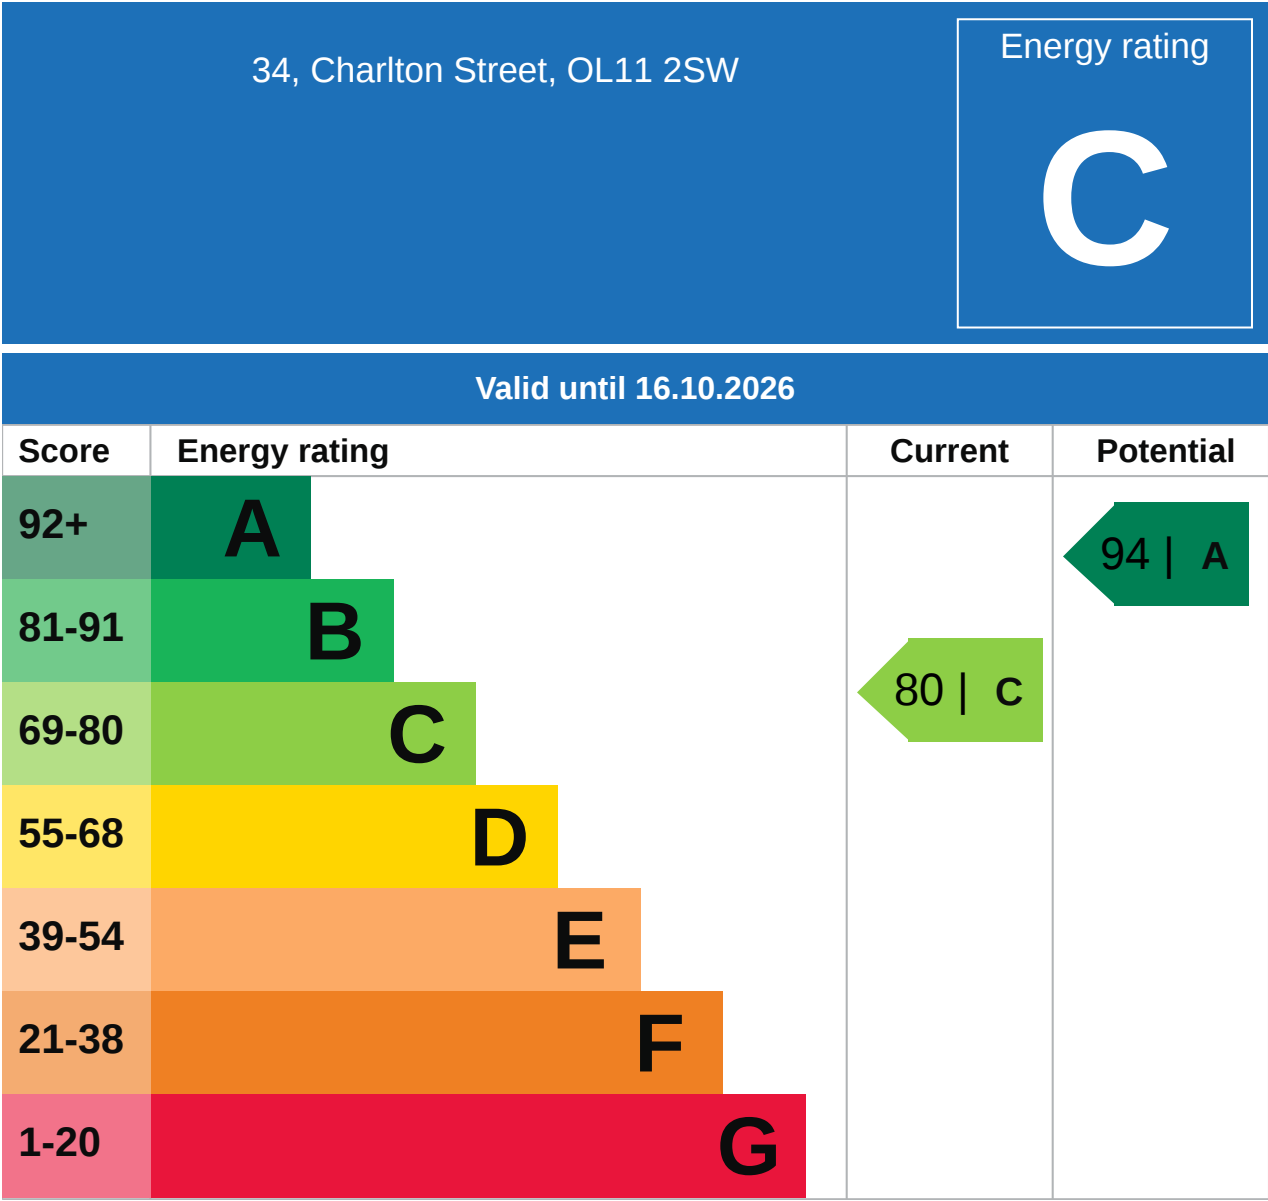 34, Charlton Street, OL11 2SW
Energy rating
C
Valid until 16.10.2026
Score Energy rating Current Potential
92+ A
94 | A
81-91 B
80 | C
69-80 C
55-68 D
39-54 E
21-38 F
1-20 G